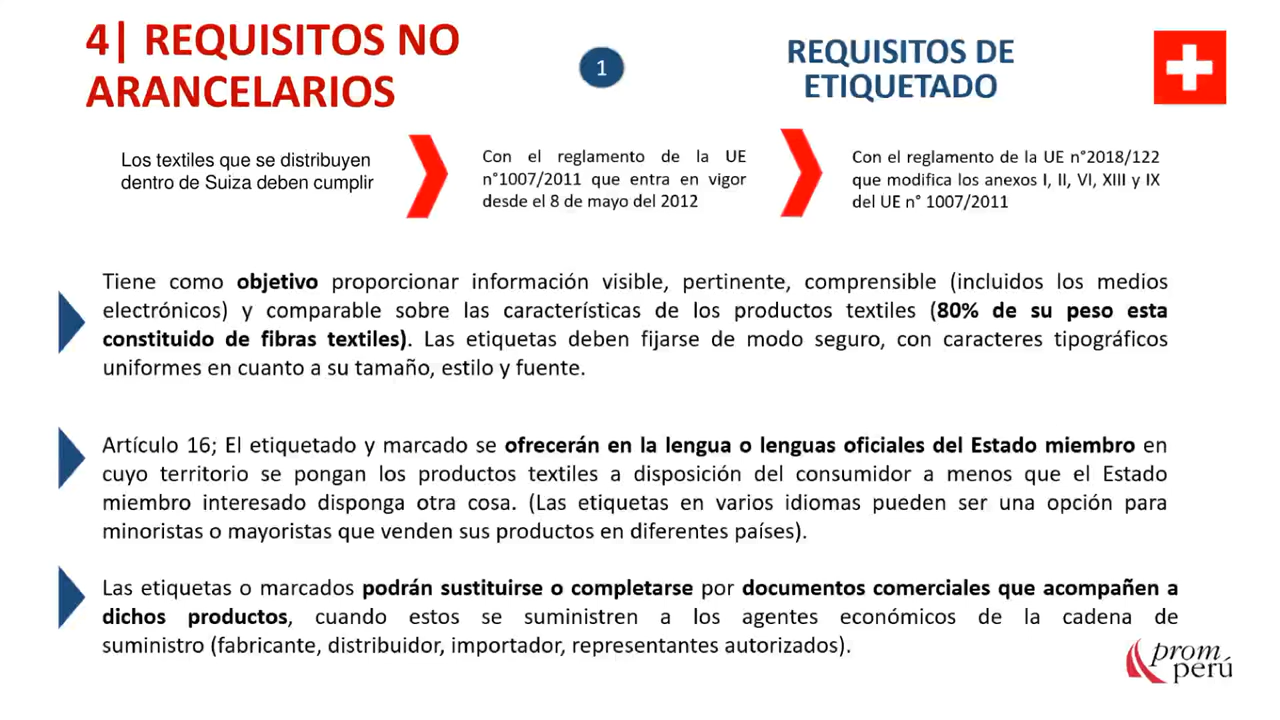 4| REQUISITOS NO
ARANCELARIOS
1
REQUISITOS DE
ETIQUETADO
Los textiles que se distribuyen
dentro de Suiza deben cumplir
Con el reglamento de la UE
n°1007/2011 que entra en vigor
desde el 8 de mayo del 2012
Con el reglamento de la UE n°2018/122
que modifica los anexos I, II, VI, XIII y IX
del UE n° 1007/2011
Tiene como objetivo proporcionar información visible, pertinente, comprensible (incluidos los medios
electrónicos) y comparable sobre las características de los productos textiles (80% de su peso esta
constituido de fibras textiles). Las etiquetas deben fijarse de modo seguro, con caracteres tipográficos
uniformes en cuanto a su tamaño, estilo y fuente.
Artículo 16; El etiquetado y marcado se ofrecerán en la lengua o lenguas oficiales del Estado miembro en
cuyo territorio se pongan los productos textiles a disposición del consumidor a menos que el Estado
miembro interesado disponga otra cosa. (Las etiquetas en varios idiomas pueden ser una opción para
minoristas o mayoristas que venden sus productos en diferentes países).
Las etiquetas o marcados podrán sustituirse o completarse por documentos comerciales que acompañen a
dichos productos, cuando estos se suministren a los agentes económicos de la cadena de
suministro (fabricante, distribuidor, importador, representantes autorizados).
prom
perú